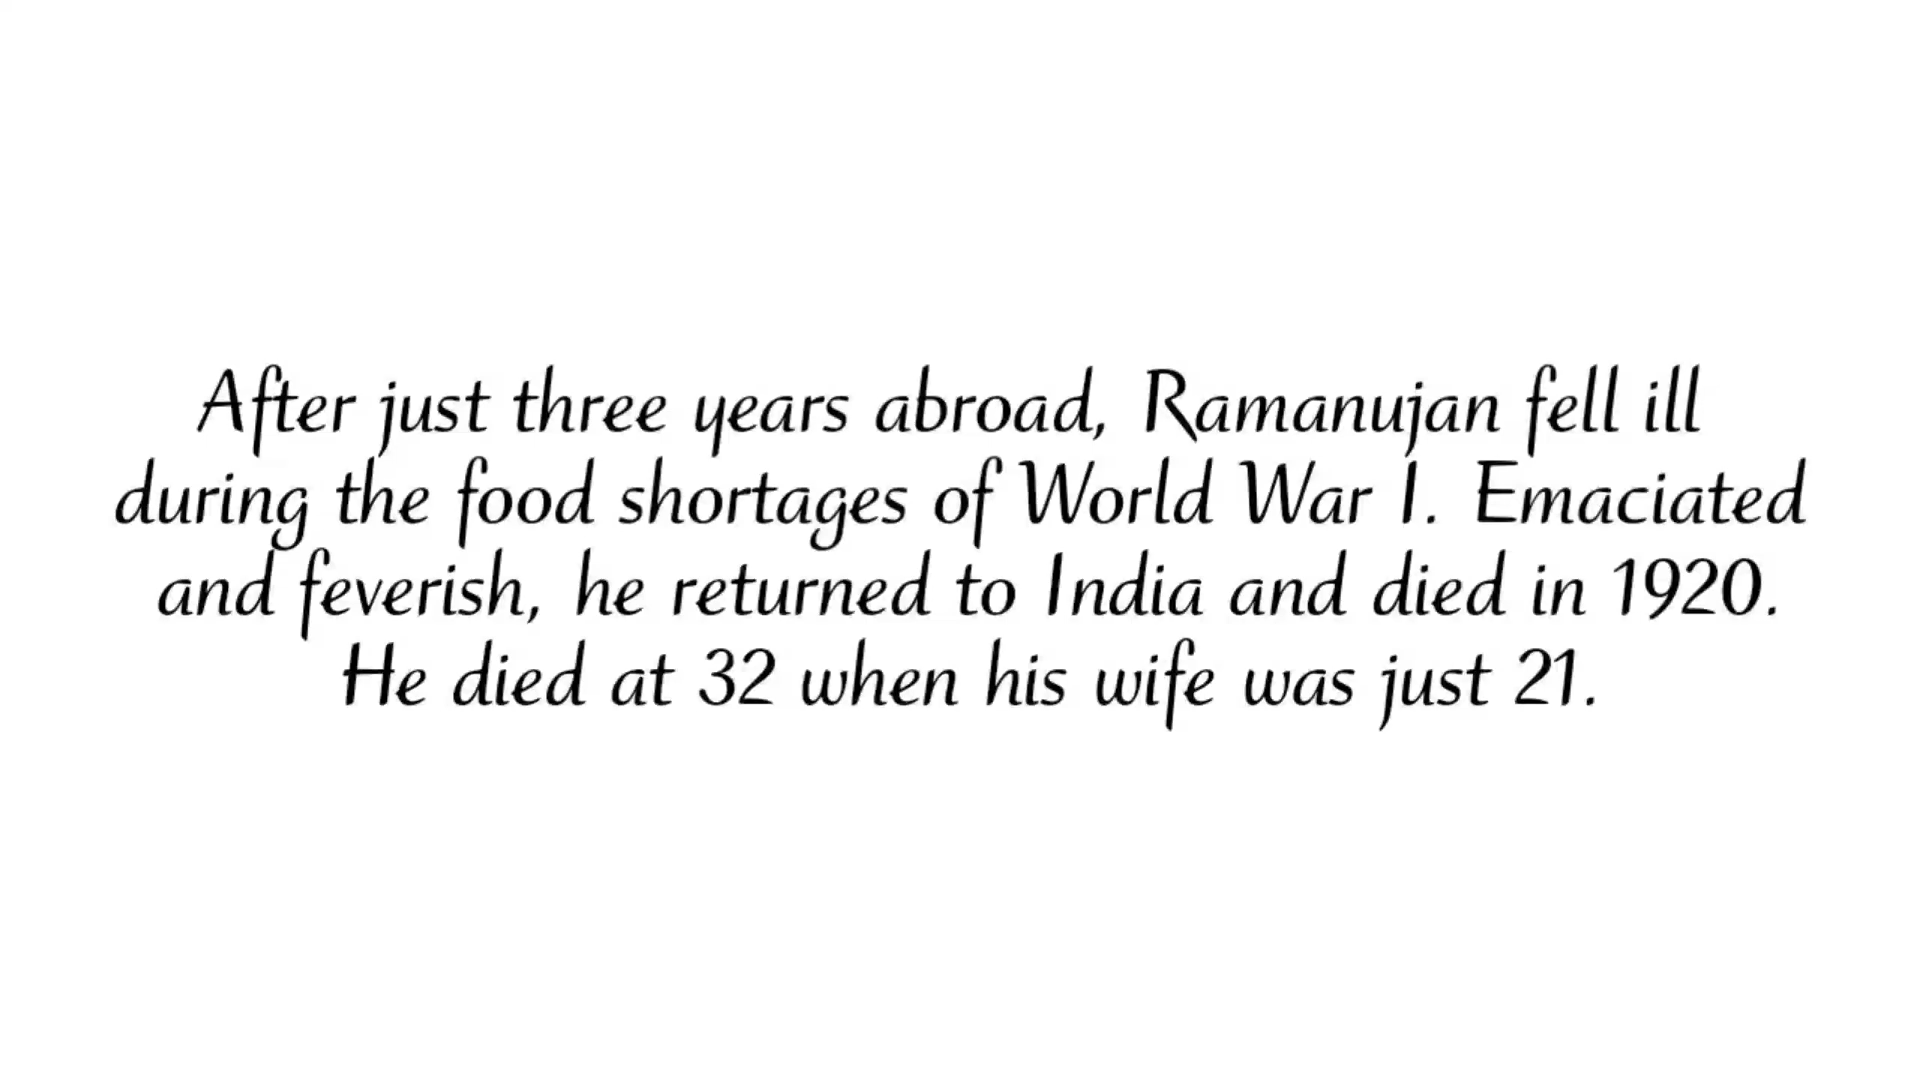 After just three years abroad, Ramanujan fell ill
during the food shortages of World War I. Emaciated
and feverish, he returned to India and died in 1920.
He died at 32 when his wife was just 21.